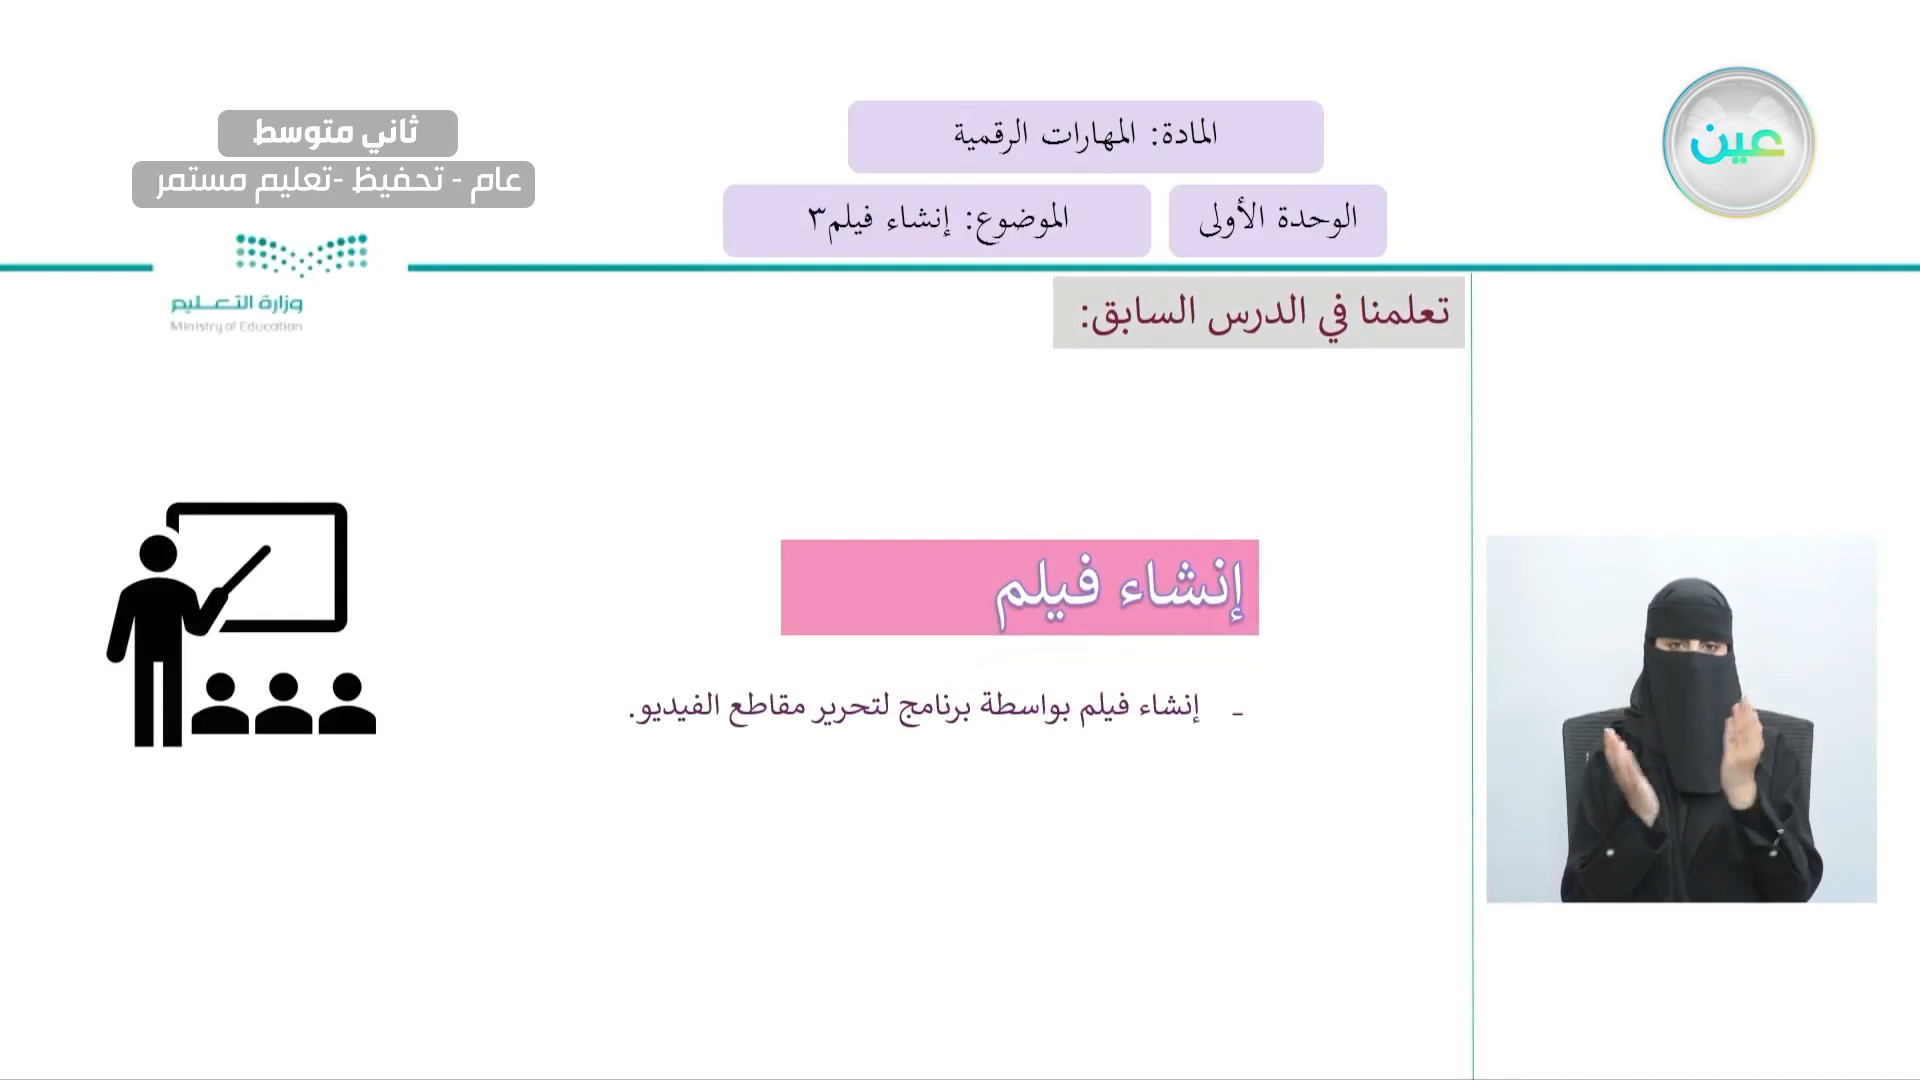 عين
المادة: المهارات الرقمية
الوحدة الأولى
الموضوع: إنشاء فيلم٣
ثاني متوسط
عام - تحفيظ -تعليم مستمر
وزارة التعليم
Ministry of Education
تعلمنا في الدرس السابق:
إنشاء فيلم
- إنشاء فيلم بواسطة برنامج لتحرير مقاطع الفيديو.